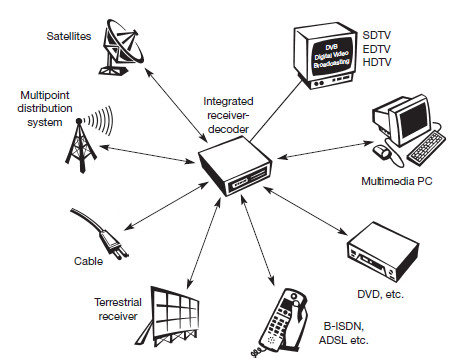 Satellites
DVB
Digital Video
Broadcasting
SDTV
EDTV
HDTV
Multipoint
distribution
system
Integrated
receiver-
decoder
Multimedia PC
Cable
DVD, etc.
Terrestrial
receiver
B-ISDN,
ADSL etc.